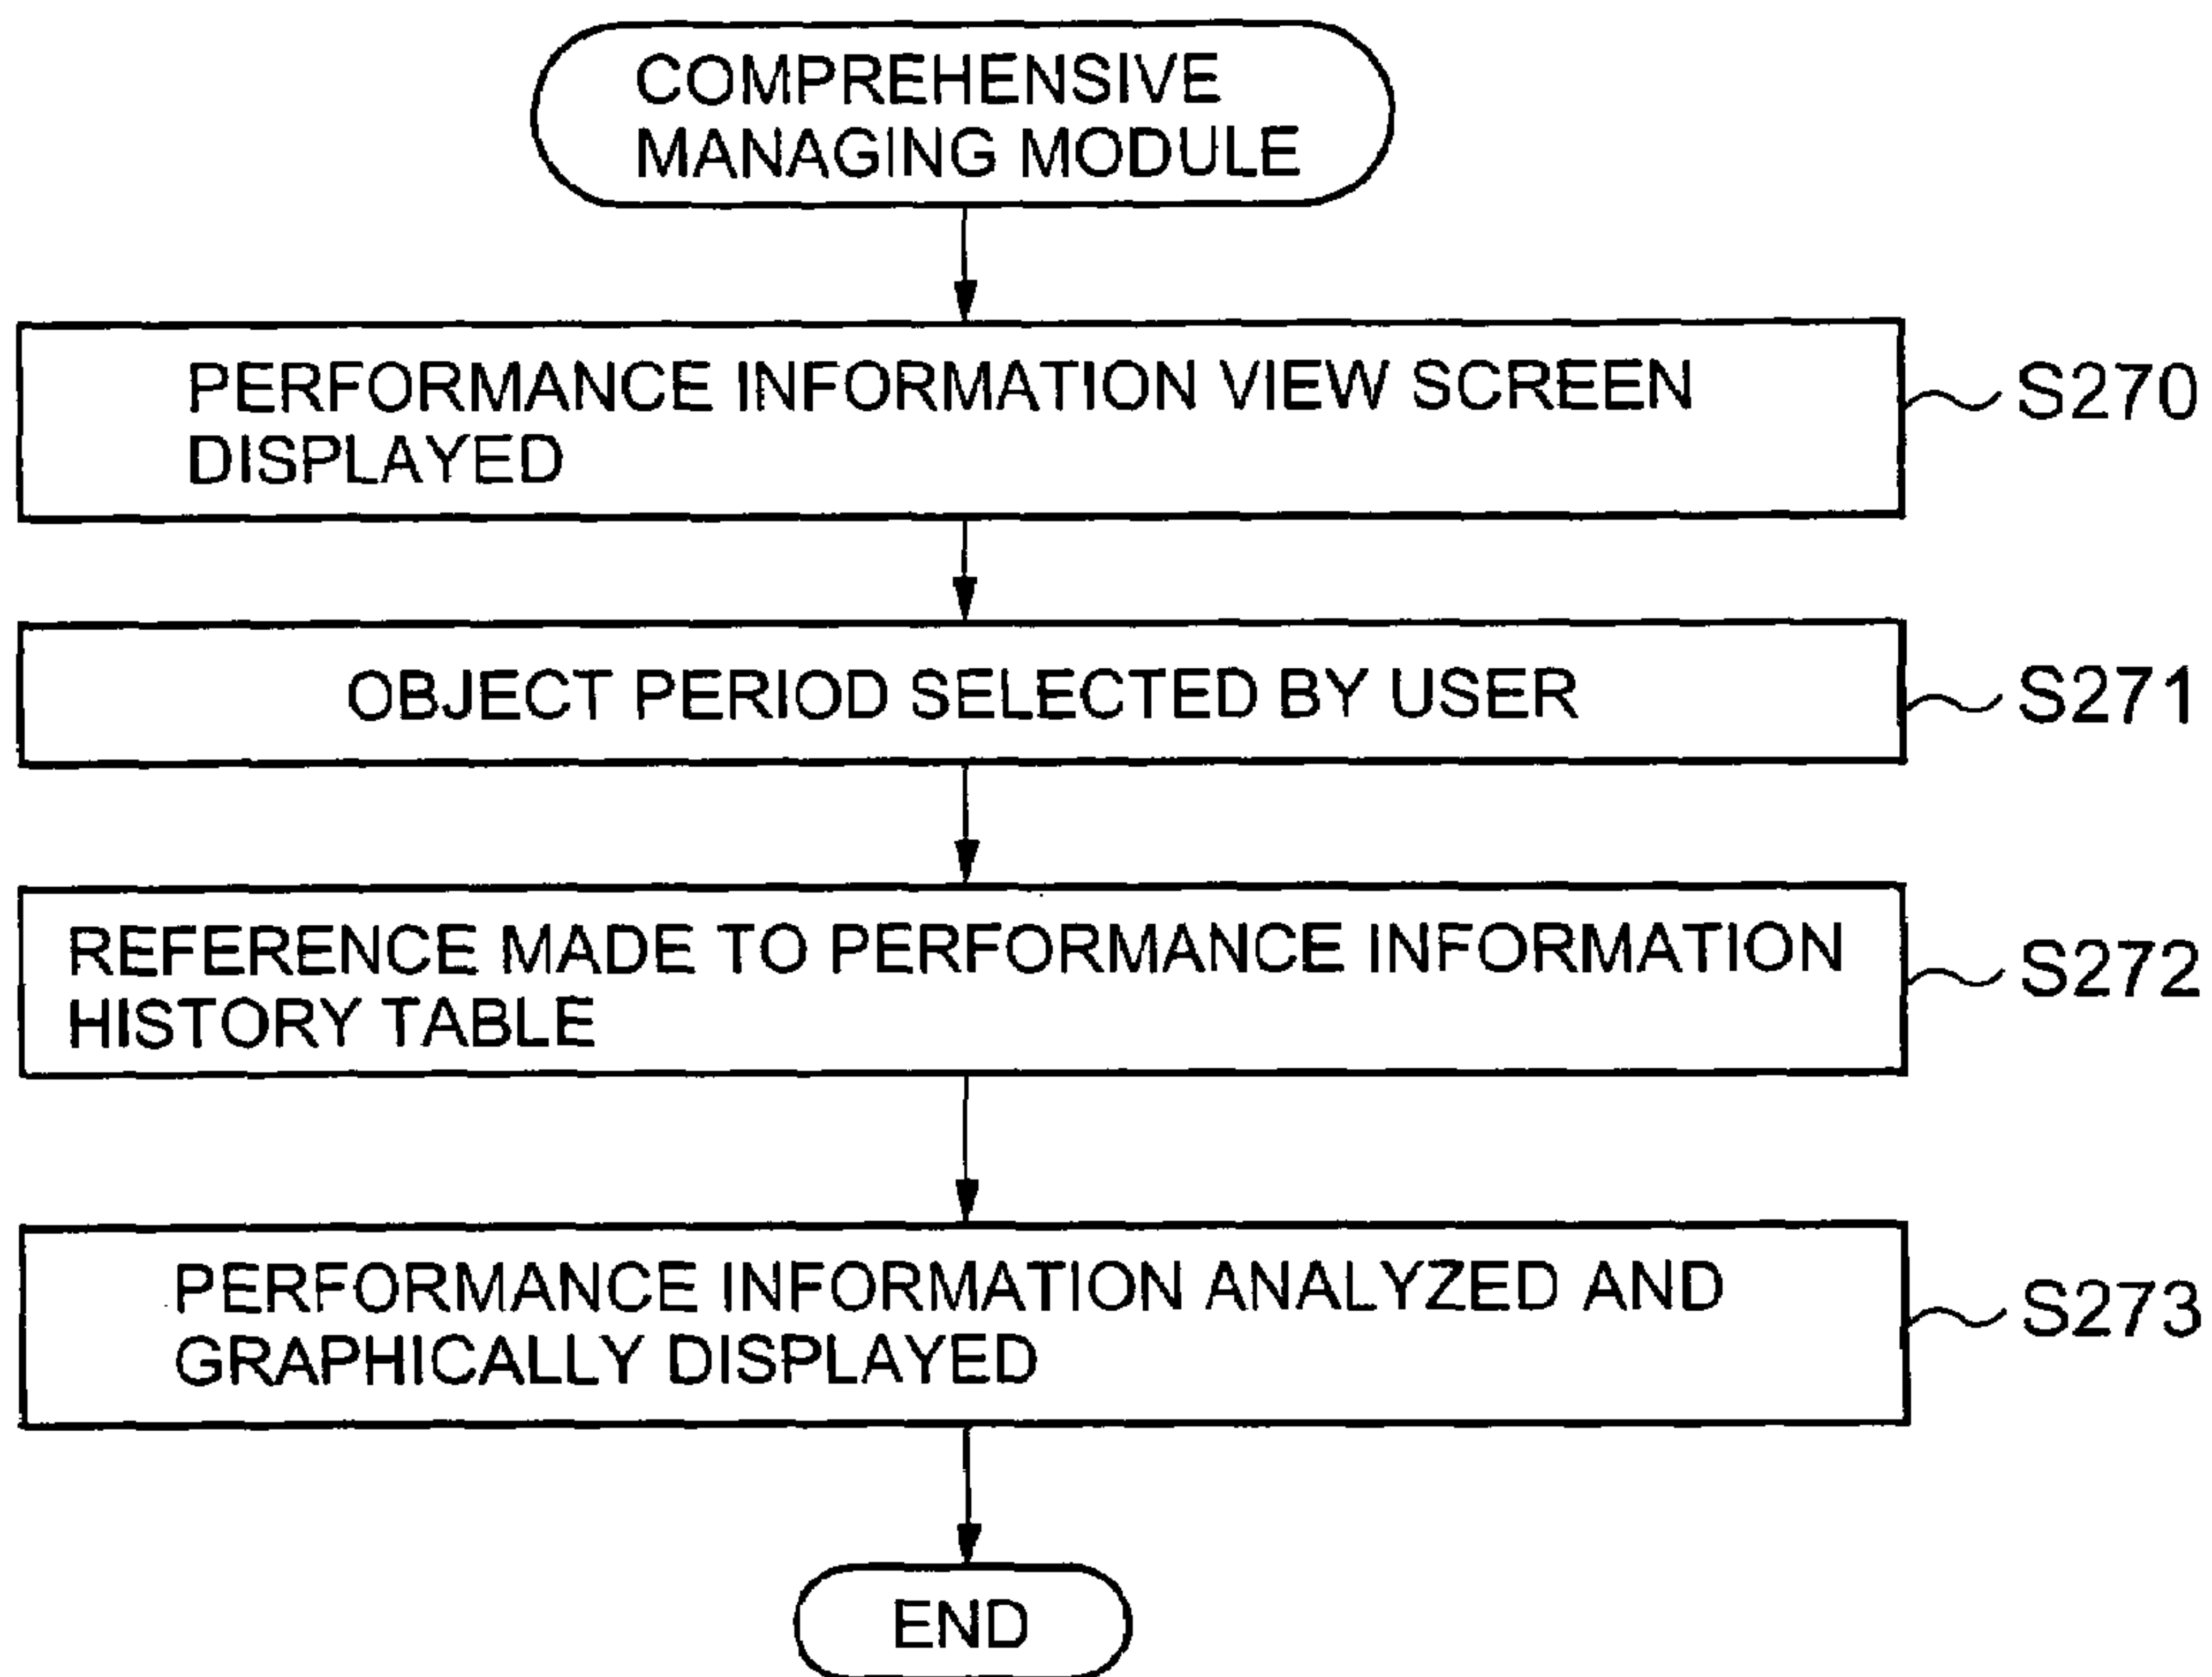 COMPREHENSIVE
MANAGING MODULE
PERFORMANCE INFORMATION VIEW SCREEN
DISPLAYED
S270
OBJECT PERIOD SELECTED BY USER
S271
REFERENCE MADE TO PERFORMANCE INFORMATION
HISTORY TABLE
S272
PERFORMANCE INFORMATION ANALYZED AND
GRAPHICALLY DISPLAYED
S273
END